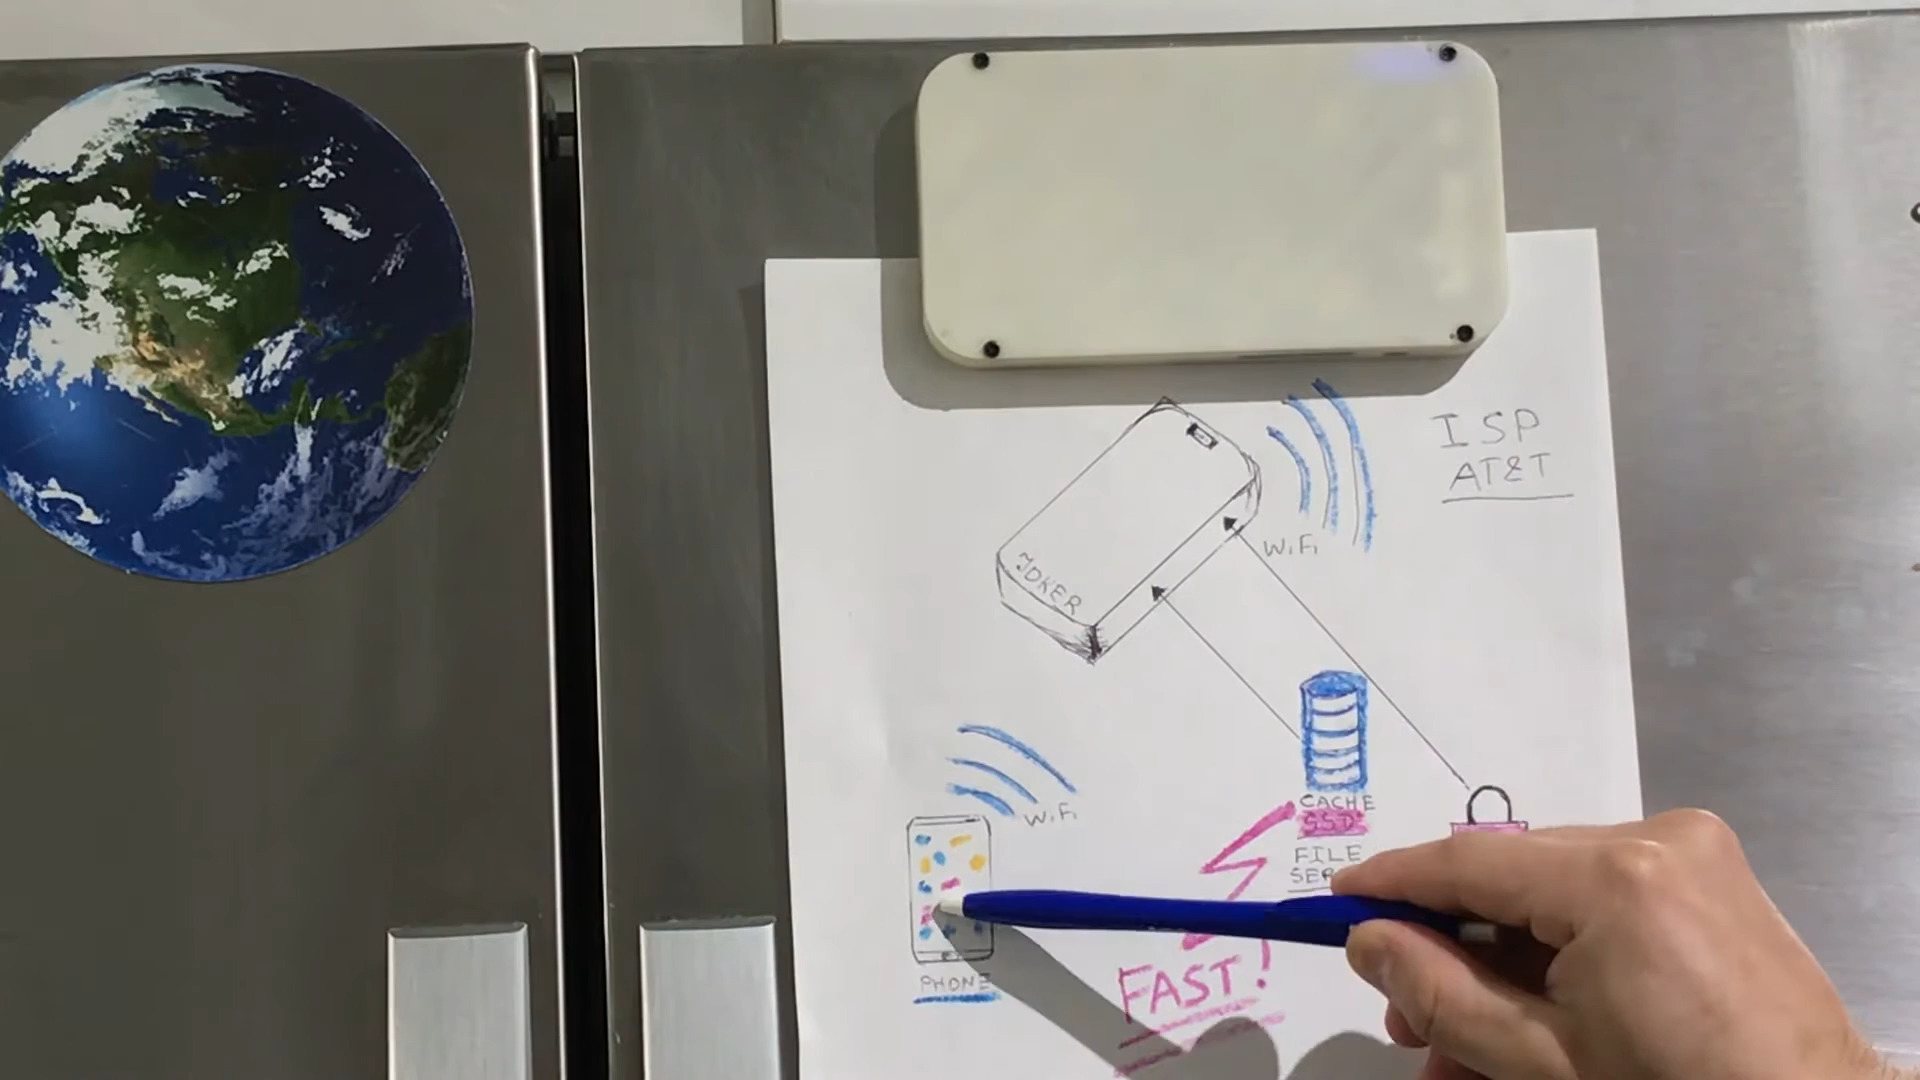 ISP
AT&T
WiFi
JOKER
CACHE
SSD
WiFi
FILE
PHONE
FAST!